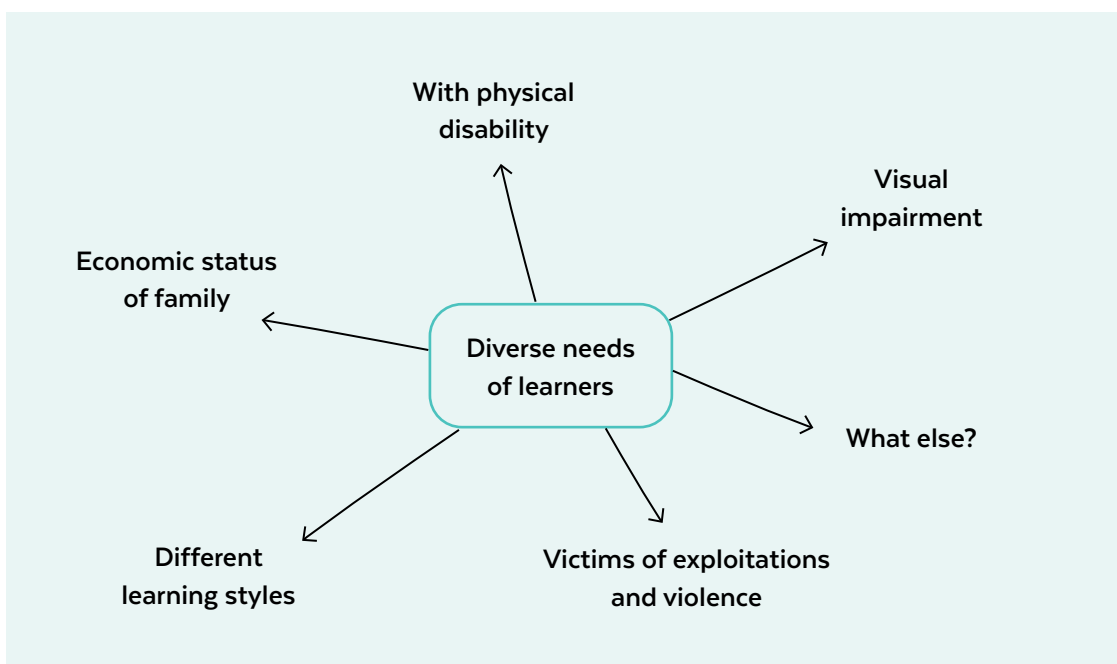 With physical
disability
Visual
impairment
Economic status
of family
Diverse needs
of learners
What else?
Different
learning styles
Victims of exploitations
and violence